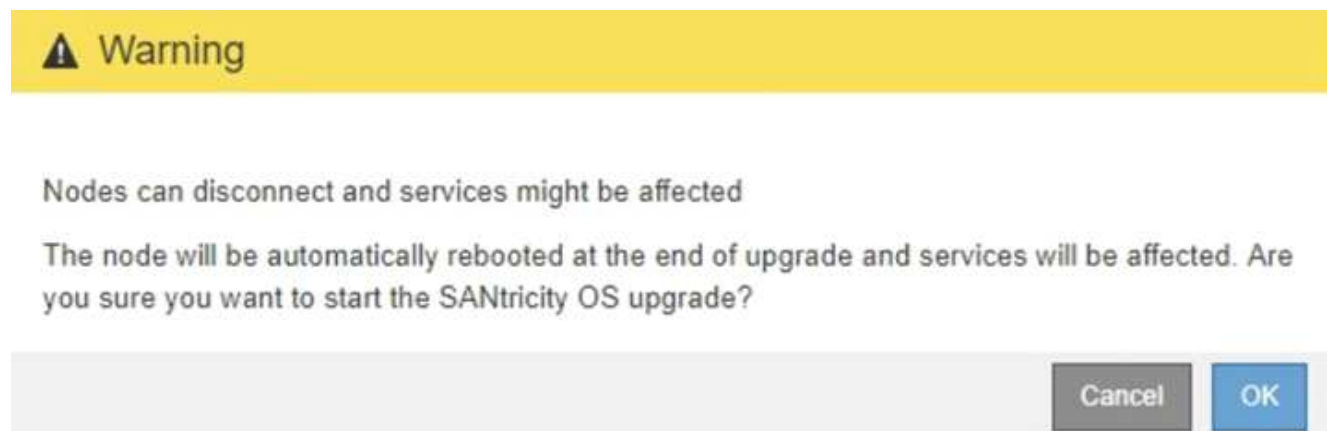 Warning
Nodes can disconnect and services might be affected
The node will be automatically rebooted at the end of upgrade and services will be affected. Are
you sure you want to start the SANtricity OS upgrade?
Cancel OK